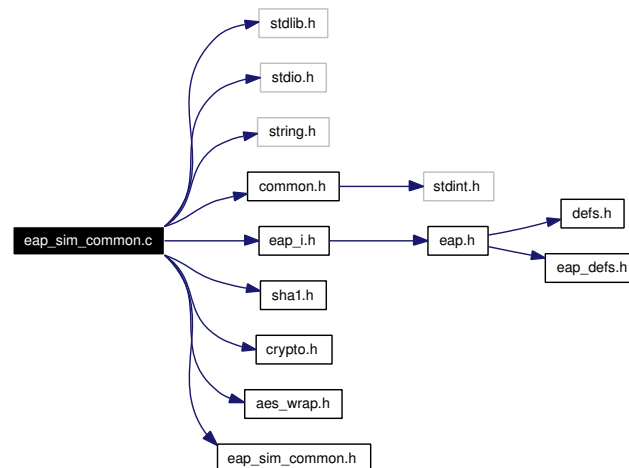 stdlib.h
stdio.h
string.h
common.h
stdint.h
eap_sim_common.c
eap_i.h
eap.h
defs.h
eap_defs.h
sha1.h
crypto.h
aes_wrap.h
eap_sim_common.h